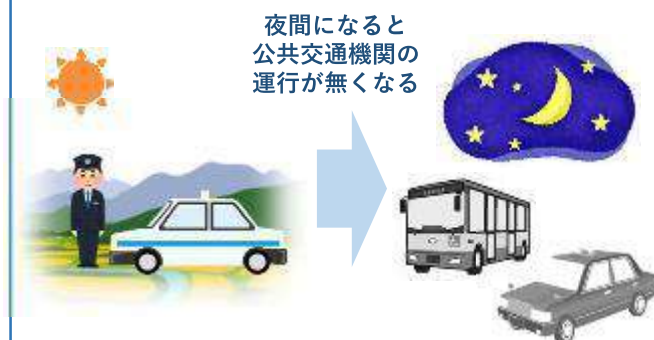 夜間になると
公共交通機関の
運行が無くなる